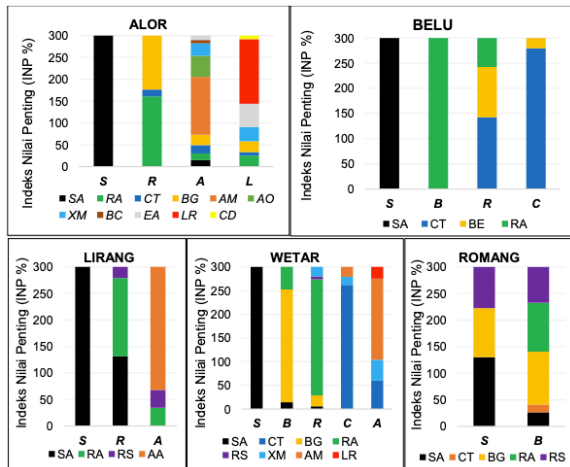 ALOR
Indeks Nilai Penting (INP %)
300
250
200
150
100
50
0
S R A L
SA RA CT BG AM AO
XM BC EA LR CD
BELU
Indeks Nilai Penting (INP %)
300
250
200
150
100
50
0
S B R C
SA CT BE RA
LIRANG
Indeks Nilai Penting (INP %)
300
250
200
150
100
50
0
S R A
SA RA RS AA
WETAR
Indeks Nilai Penting (INP %)
300
250
200
150
100
50
0
S B R C A
SA CT BG RA
RS XM AM LR
ROMANG
Indeks Nilai Penting (INP %)
300
250
200
150
100
50
0
S B
SA CT BG RA RS